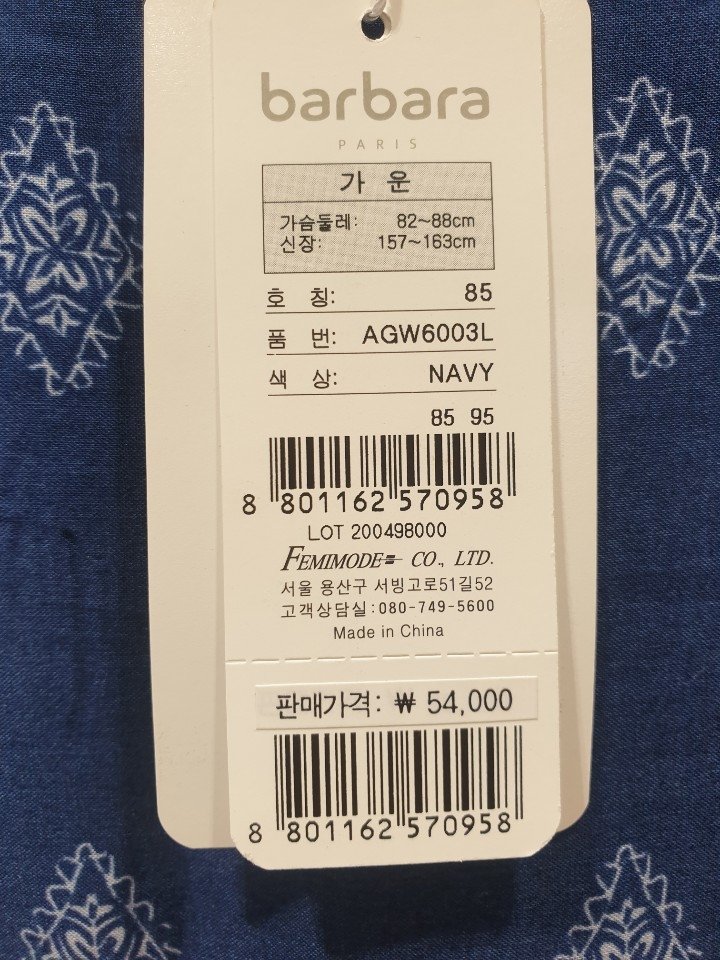 barbara
PARIS
가 운
가슴둘레: 82~88cm
신장: 157~163cm
호 칭: 85
품 번: AGW6003L
색 상: NAVY
85 95
8 801162 570958
LOT 200498000
FEMIMODE CO., LTD.
서울 용산구 서빙고로51길52
고객상담실:080-749-5600
Made in China
판매가격: ₩ 54,000
8 801162 570958